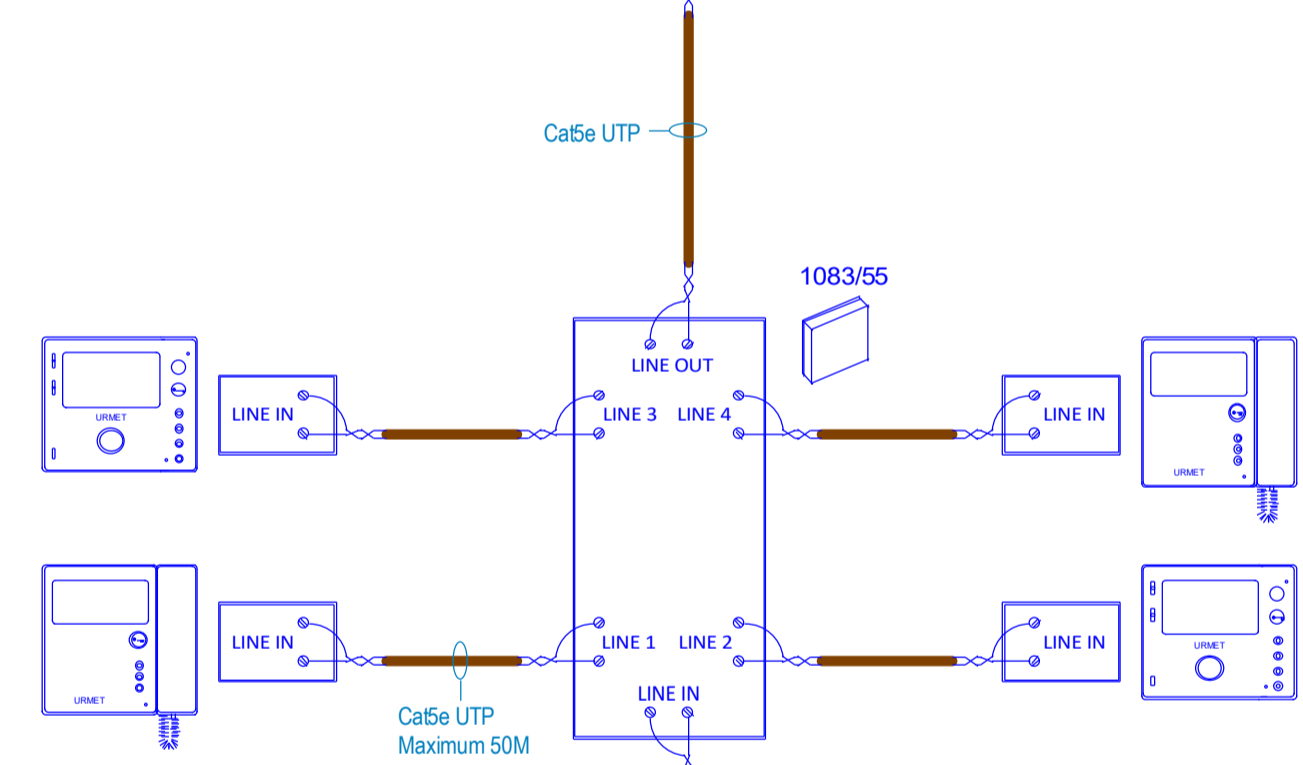 Cat5e UTP
1083/55
LINE OUT
LINE IN
LINE 3
LINE 4
LINE IN
URMET
URMET
LINE IN
LINE 1
LINE 2
LINE IN
URMET
URMET
LINE IN
Cat5e UTP
Maximum 50M